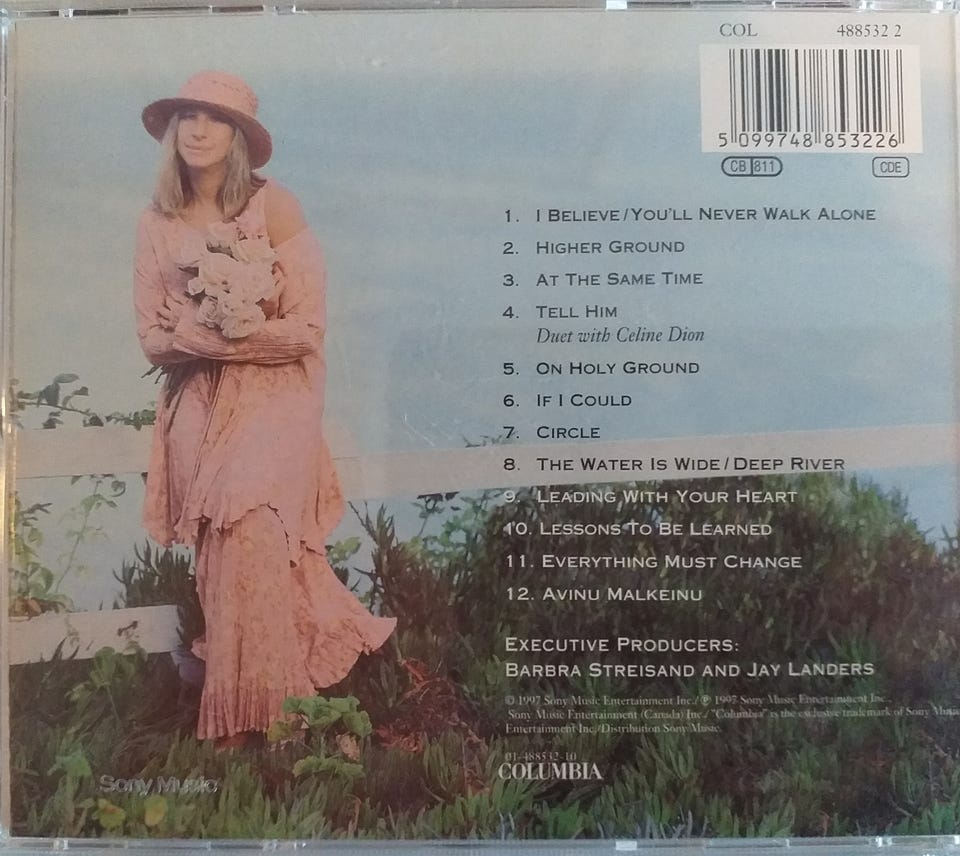 COL 488532 2
5 099748 853226
CB 811 CDE
1. I BELIEVE/YOU'LL NEVER WALK ALONE
2. HIGHER GROUND
3. AT THE SAME TIME
4. TELL HIM
Duet with Celine Dion
5. ON HOLY GROUND
6. IF I COULD
7. CIRCLE
8. THE WATER IS WIDE/DEEP RIVER
9. LEADING WITH YOUR HEART
10. LESSONS TO BE LEARNED
11. EVERYTHING MUST CHANGE
12. AVINU MALKEINU
EXECUTIVE PRODUCERS:
BARBRA STREISAND AND JAY LANDERS
© 1997 Sony Music Entertainment Inc./℗ 1997 Sony Music Entertainment Inc.
Sony Music Entertainment (Canada) Inc./ "Columbia" is the exclusive trademark of Sony Music
Entertainment Inc./Distribution Sony Music.
01-488532-10
COLUMBIA
Sony Music